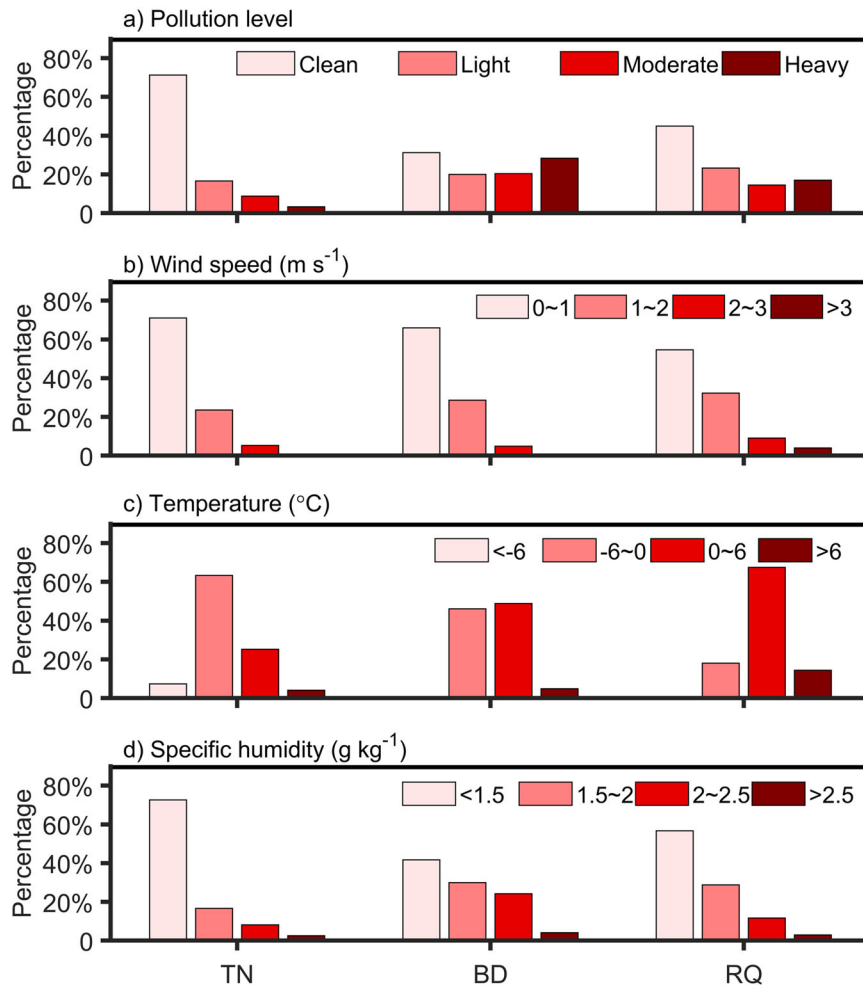 a) Pollution level
80%
Clean Light Moderate Heavy
60%
40%
20%
0
Percentage
b) Wind speed (m s⁻¹)
80%
0~1 1~2 2~3 >3
60%
40%
20%
0
Percentage
c) Temperature (°C)
80%
<-6 -6~0 0~6 >6
60%
40%
20%
0
Percentage
d) Specific humidity (g kg⁻¹)
80%
<1.5 1.5~2 2~2.5 >2.5
60%
40%
20%
0
Percentage
TN BD RQ